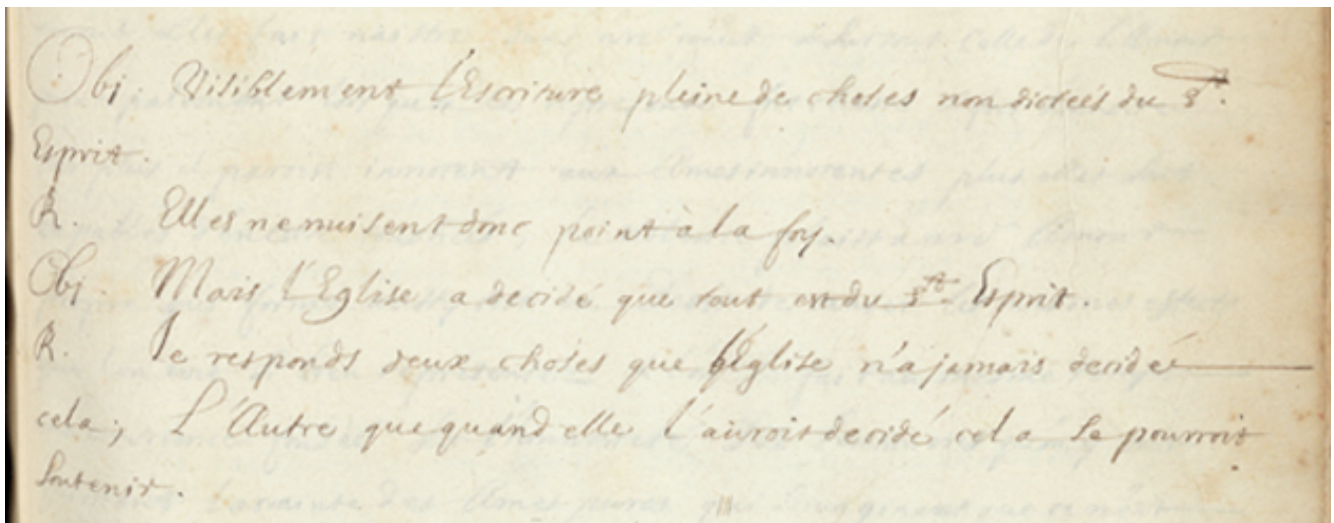 Obj. Visiblement l'Escriture pleine de choses non dictées du St.
Esprit.
R. Elles ne nuisent donc point à la foy.
Obj. Mais l'Eglise a decidé que tout est du St. Esprit.
R. Je responds deux choses que l'Eglise n'a jamais decidé
cela; L'Autre que quand elle l'auroit decidé cela se pourroit
soutenir.